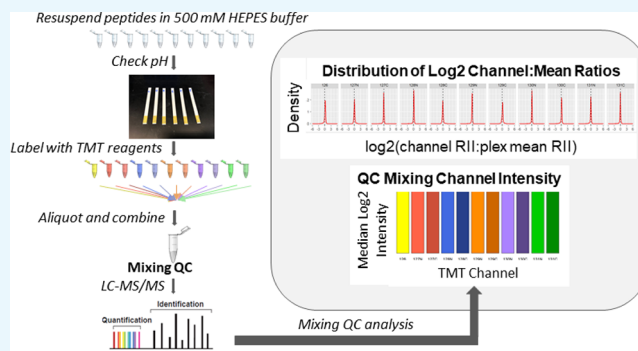 Resuspend peptides in 500 mM HEPES buffer
Check pH
Label with TMT reagents
Aliquot and combine
Mixing QC
LC-MS/MS
Identification
Quantification
Mixing QC analysis
Distribution of Log2 Channel:Mean Ratios
Density
log2(channel RII:plex mean RII)
QC Mixing Channel Intensity
Median Log2
Intensity
TMT Channel